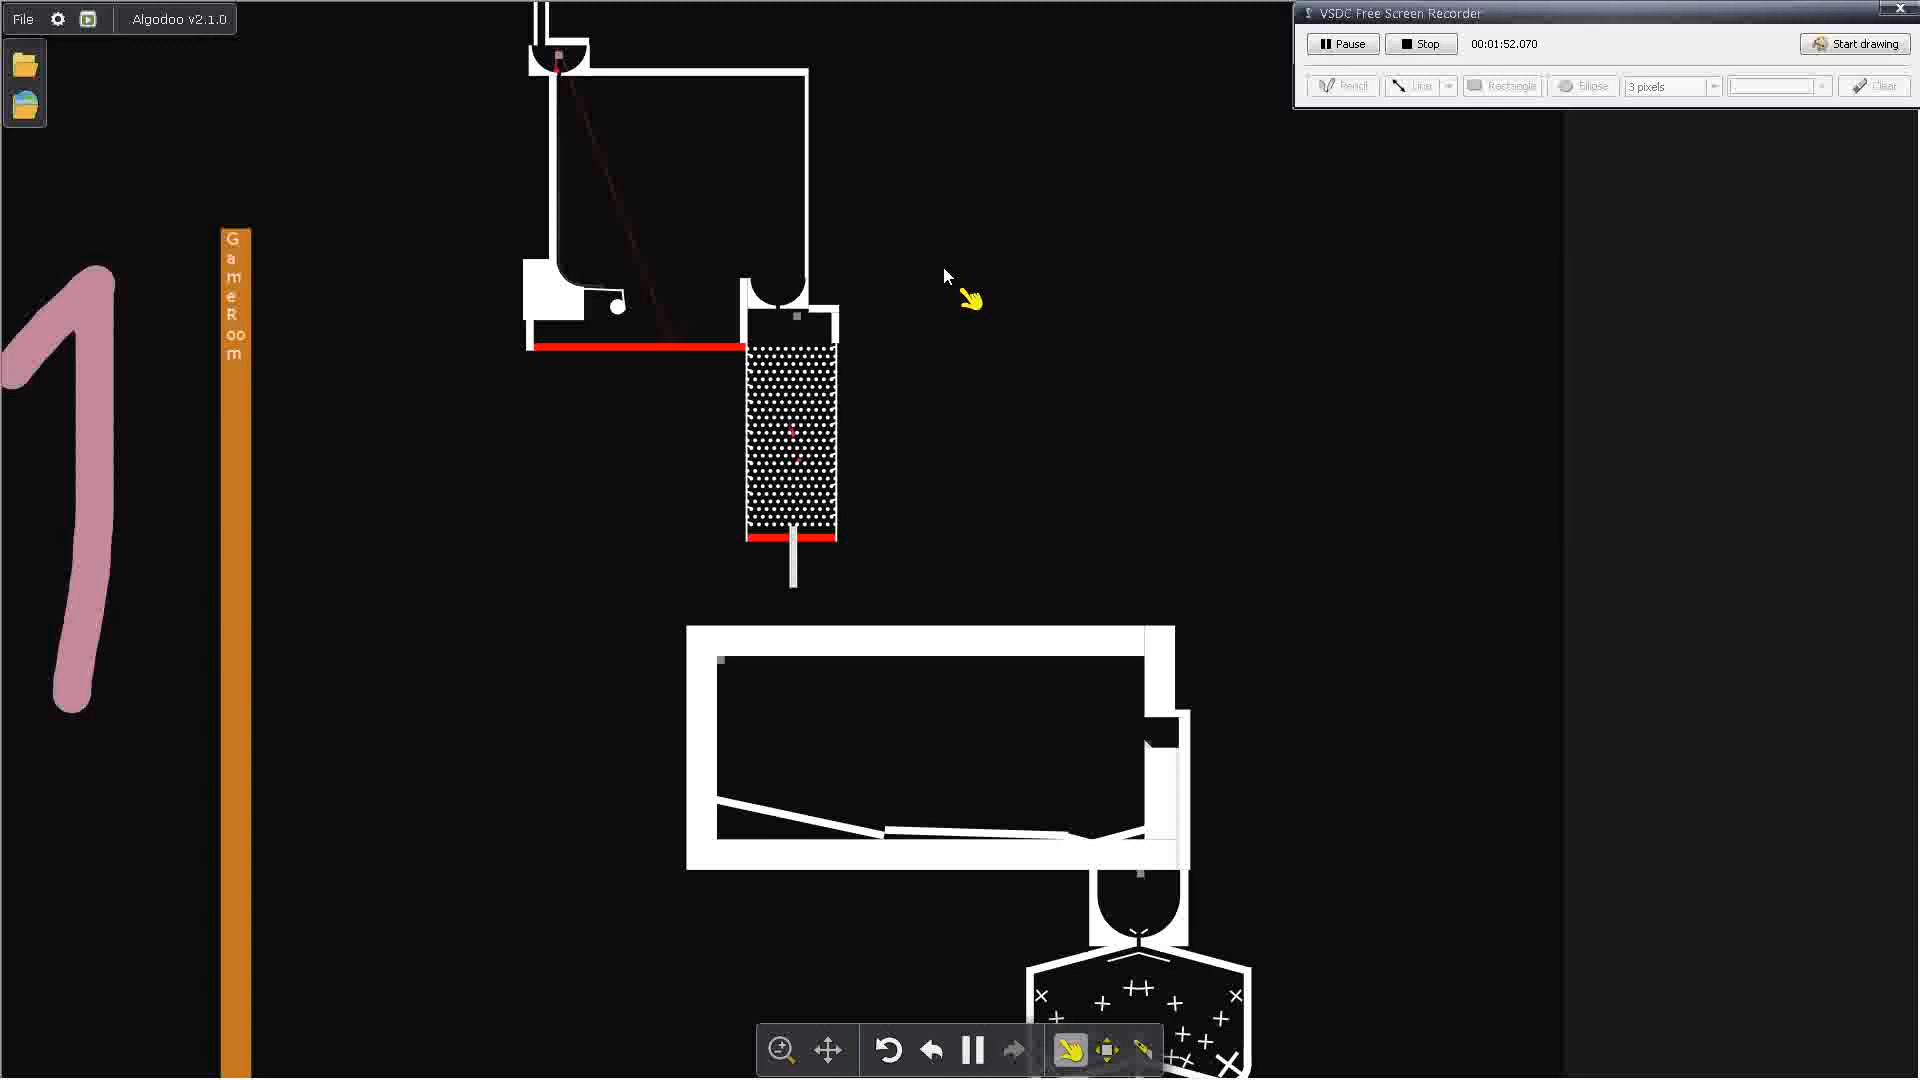 File
Algodoo v2.1.0
VSDC Free Screen Recorder
Pause
Stop
00:01:52.070
Start drawing
Pencil
Line
Rectangle
Ellipse
3 pixels
Clear
G
a
m
e
R
oo
m